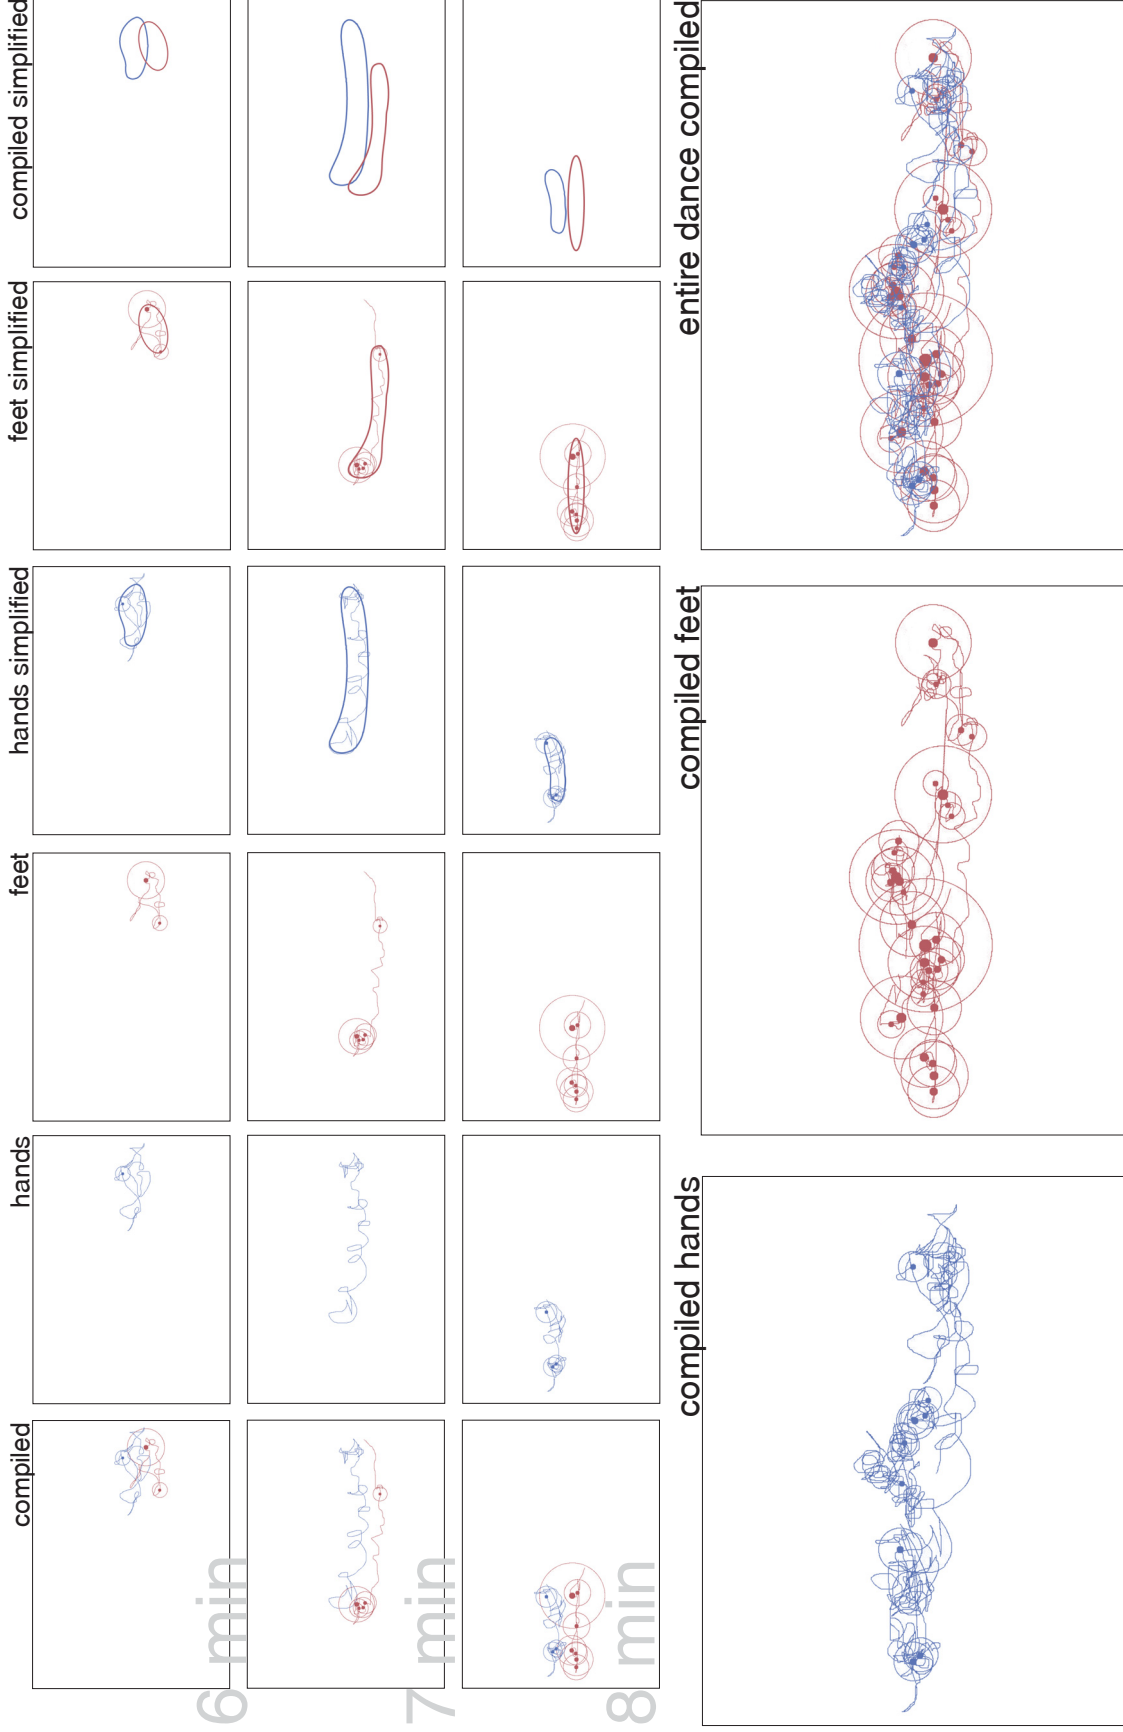 compiled
hands
feet
hands simplified
feet simplified
compiled simplified
6 min
7 min
8 min
compiled hands
compiled feet
entire dance compiled